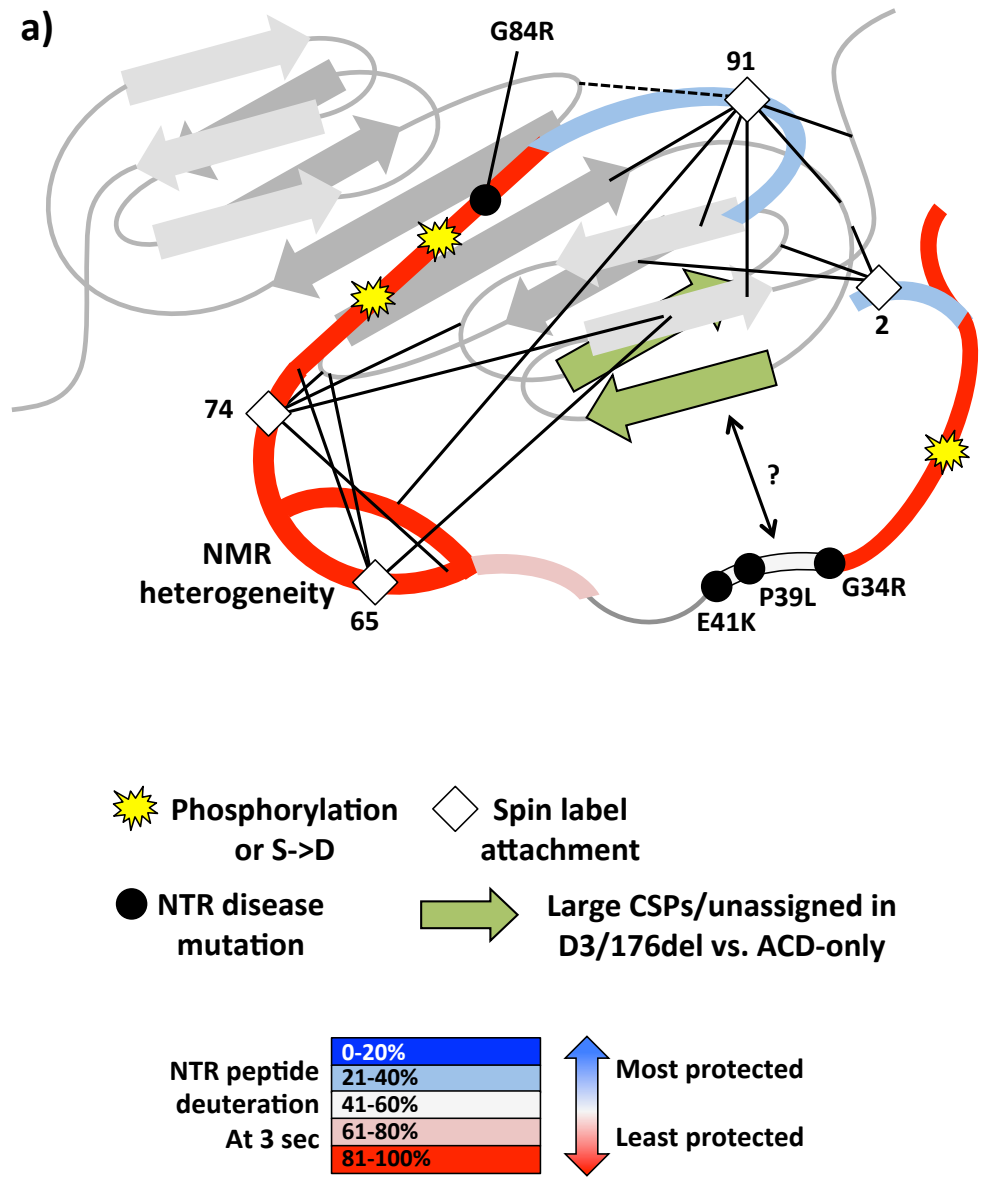 a)
G84R
91
2
74
?
NMR
heterogeneity
65
E41K
P39L
G34R
Phosphorylation
or S->D
Spin label
attachment
NTR disease
mutation
Large CSPs/unassigned in
D3/176del vs. ACD-only
NTR peptide
deuteration
At 3 sec
0-20%
21-40%
41-60%
61-80%
81-100%
Most protected
Least protected